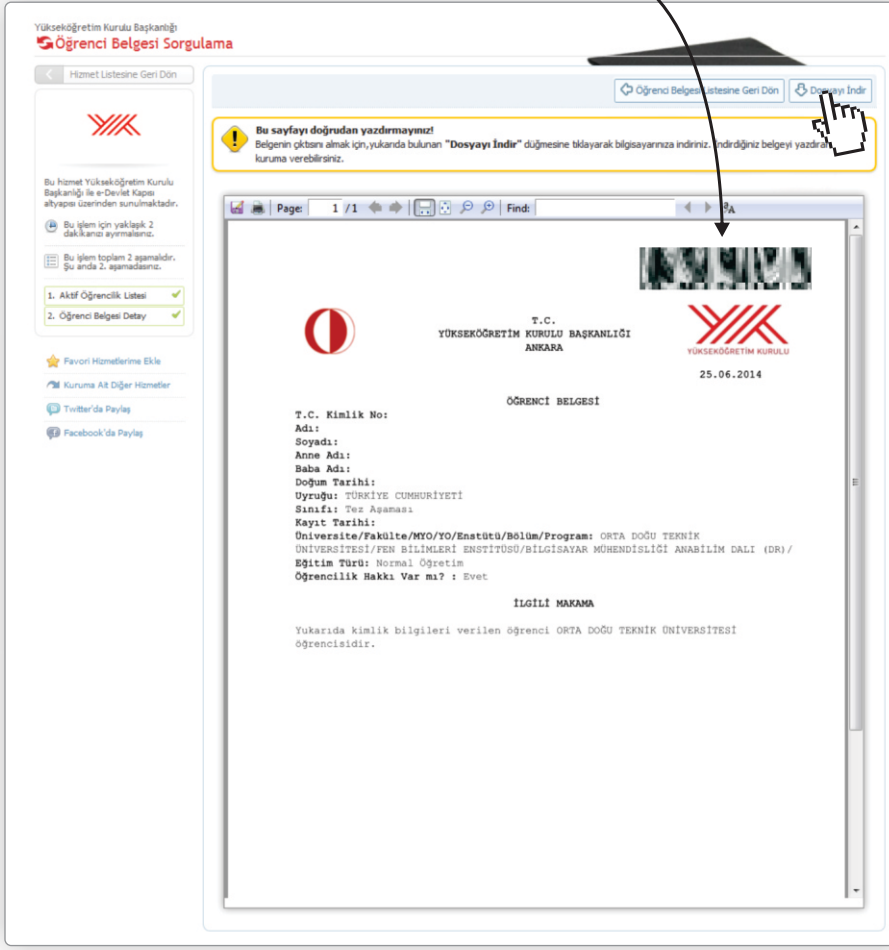 Yükseköğretim Kurulu Başkanlığı
Öğrenci Belgesi Sorgulama
Hizmet Listesine Geri Dön
Bu hizmet Yükseköğretim Kurulu
Başkanlığı ile e-Devlet Kapısı
altyapısı üzerinden sunulmaktadır.
Bu işlem için yaklaşık 2
dakikanızı ayırmalısınız.
Bu işlem toplam 2 aşamalıdır.
Şu anda 2. aşamadasınız.
1. Aktif Öğrencilik Listesi
2. Öğrenci Belgesi Detay
Favori Hizmetlerime Ekle
Kuruma Ait Diğer Hizmetler
Twitter'da Paylaş
Facebook'da Paylaş
Öğrenci Belgesi Listesine Geri Dön
Dosyayı İndir
Bu sayfayı doğrudan yazdırmayınız!
Belgenin çıktısını almak için,yukarıda bulunan "Dosyayı İndir" düğmesine tıklayarak bilgisayarınıza indiriniz. İndirdiğiniz belgeyi
kuruma verebilirsiniz.
Page: 1 /1 Find:
T.C.
YÜKSEKÖĞRETİM KURULU BAŞKANLIĞI
ANKARA
YÜKSEKÖĞRETİM KURULU
25.06.2014
ÖĞRENCİ BELGESİ
T.C. Kimlik No:
Adı:
Soyadı:
Anne Adı:
Baba Adı:
Doğum Tarihi:
Uyruğu: TÜRKİYE CUMHURİYETİ
Sınıfı: Tez Aşaması
Kayıt Tarihi:
Üniversite/Fakülte/MYO/YO/Enstütü/Bölüm/Program: ORTA DOĞU TEKNİK
ÜNİVERSİTESİ/FEN BİLİMLERİ ENSTİTÜSÜ/BİLGİSAYAR MÜHENDİSLİĞİ ANABİLİM DALI (DR)/
Eğitim Türü: Normal Öğretim
Öğrencilik Hakkı Var mı? : Evet
İLGİLİ MAKAMA
Yukarıda kimlik bilgileri verilen öğrenci ORTA DOĞU TEKNİK ÜNİVERSİTESİ
öğrencisidir.